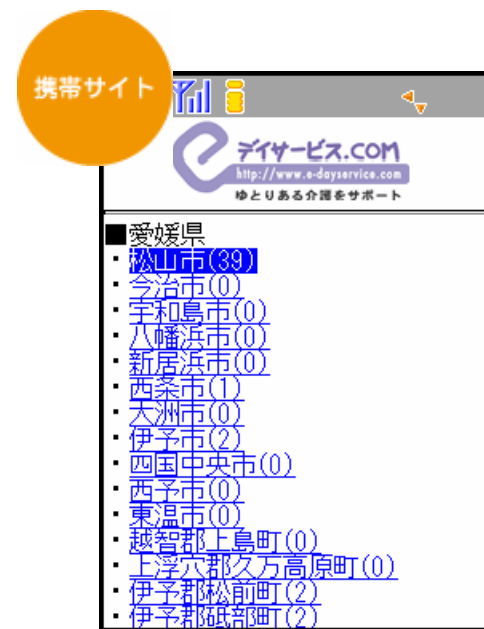 携帯サイト
デイサービス.COM
http://www.e-dayservice.com
ゆとりある介護をサポート
■愛媛県
・松山市(39)
・今治市(0)
・宇和島市(0)
・八幡浜市(0)
・新居浜市(0)
・西条市(1)
・大洲市(0)
・伊予市(2)
・四国中央市(0)
・西予市(0)
・東温市(0)
・越智郡上島町(0)
・上浮穴郡久万高原町(0)
・伊予郡松前町(2)
・伊予郡砥部町(2)